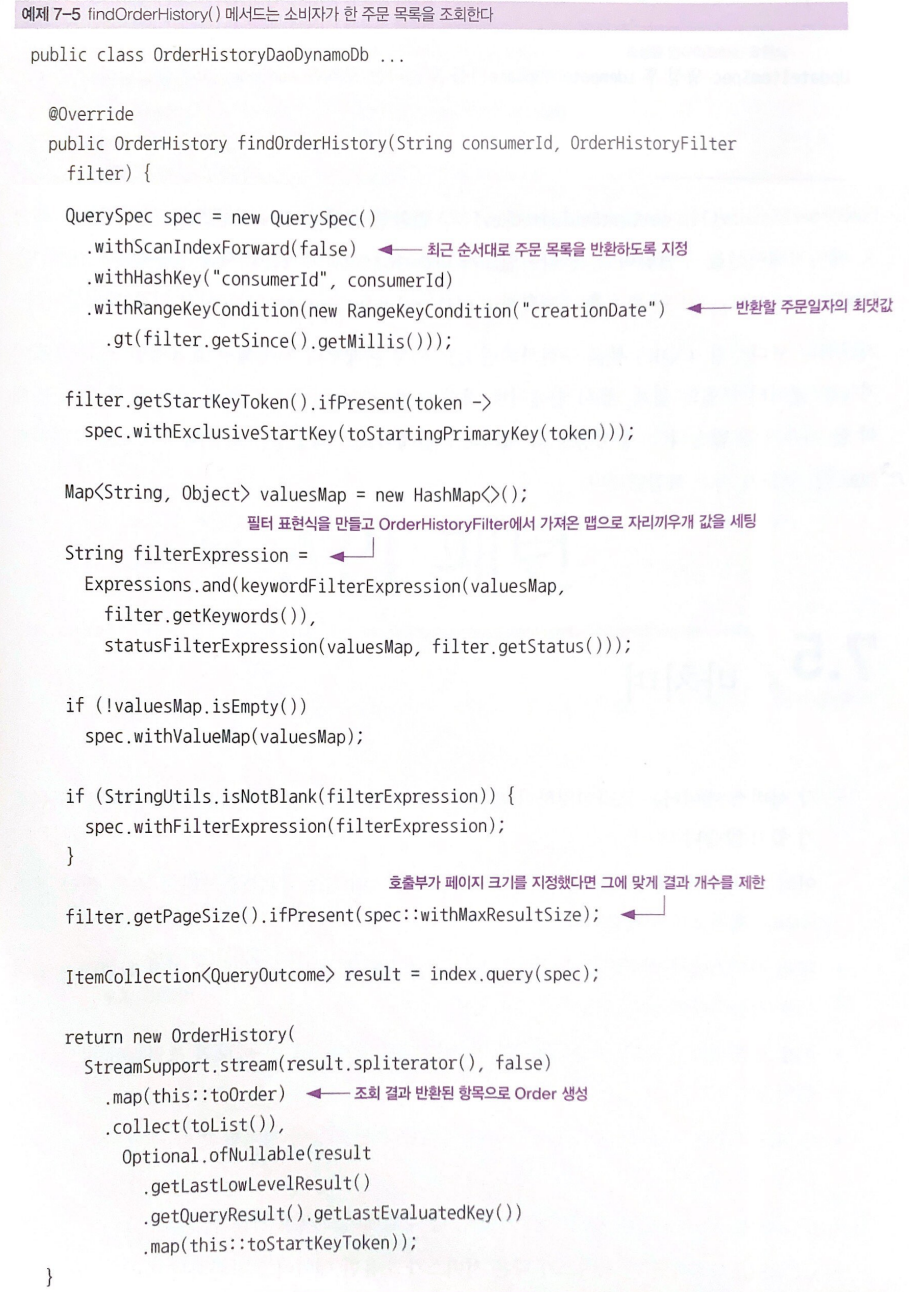 예제 7-5 findOrderHistory() 메서드는 소비자가 한 주문 목록을 조회한다
public class OrderHistoryDaoDynamoDb ...
@Override
public OrderHistory findOrderHistory(String consumerId, OrderHistoryFilter
filter) {
QuerySpec spec = new QuerySpec()
.withScanIndexForward(false) 최근 순서대로 주문 목록을 반환하도록 지정
.withHashKey("consumerId", consumerId)
.withRangeKeyCondition(new RangeKeyCondition("creationDate") 반환할 주문일자의 최댓값
.gt(filter.getSince().getMillis()));
filter.getStartKeyToken().ifPresent(token ->
spec.withExclusiveStartKey(toStartingPrimaryKey(token)));
Map<String, Object> valuesMap = new HashMap<>();
필터 표현식을 만들고 OrderHistoryFilter에서 가져온 맵으로 자리끼우개 값을 세팅
String filterExpression =
Expressions.and(keywordFilterExpression(valuesMap,
filter.getKeywords()),
statusFilterExpression(valuesMap, filter.getStatus()));
if (!valuesMap.isEmpty())
spec.withValueMap(valuesMap);
if (StringUtils.isNotBlank(filterExpression)) {
spec.withFilterExpression(filterExpression);
}
호출부가 페이지 크기를 지정했다면 그에 맞게 결과 개수를 제한
filter.getPageSize().ifPresent(spec::withMaxResultSize);
ItemCollection<QueryOutcome> result = index.query(spec);
return new OrderHistory(
StreamSupport.stream(result.spliterator(), false)
.map(this::toOrder) 조회 결과 반환된 항목으로 Order 생성
.collect(toList()),
Optional.ofNullable(result
.getLastLowLevelResult()
.getQueryResult().getLastEvaluatedKey())
.map(this::toStartKeyToken));
}